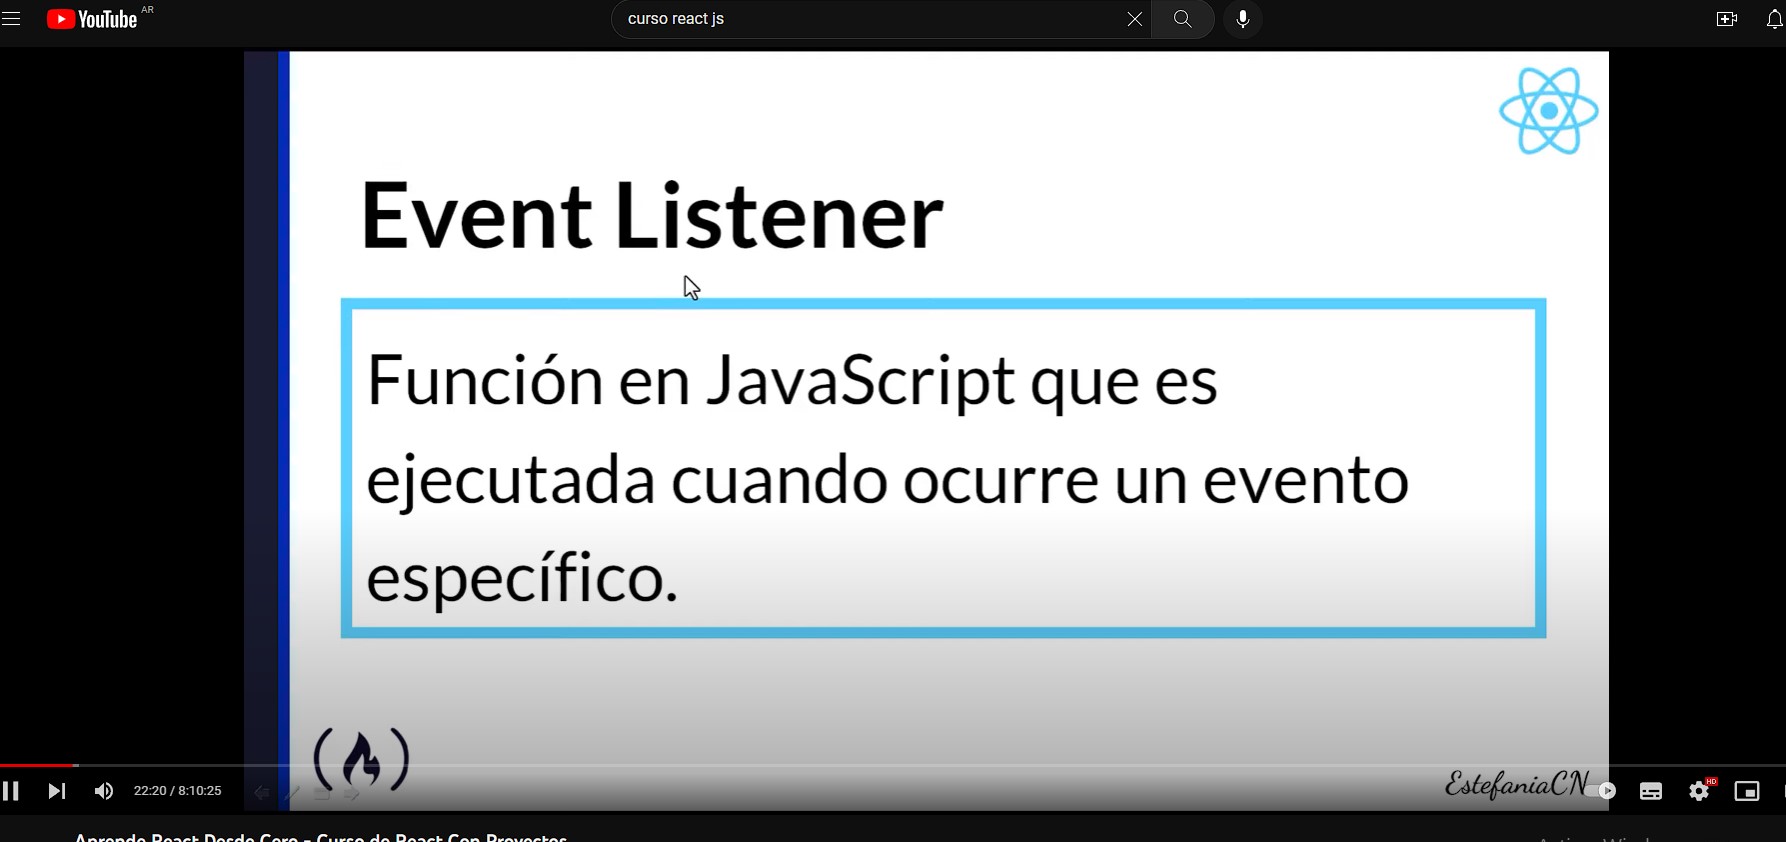 YouTube AR
curso react js
Event Listener
Función en JavaScript que es
ejecutada cuando ocurre un evento
específico.
EstefaniaCN
HD
22:20 / 8:10:25
Aprende React Desde Cero - Curso de React Con Proyectos